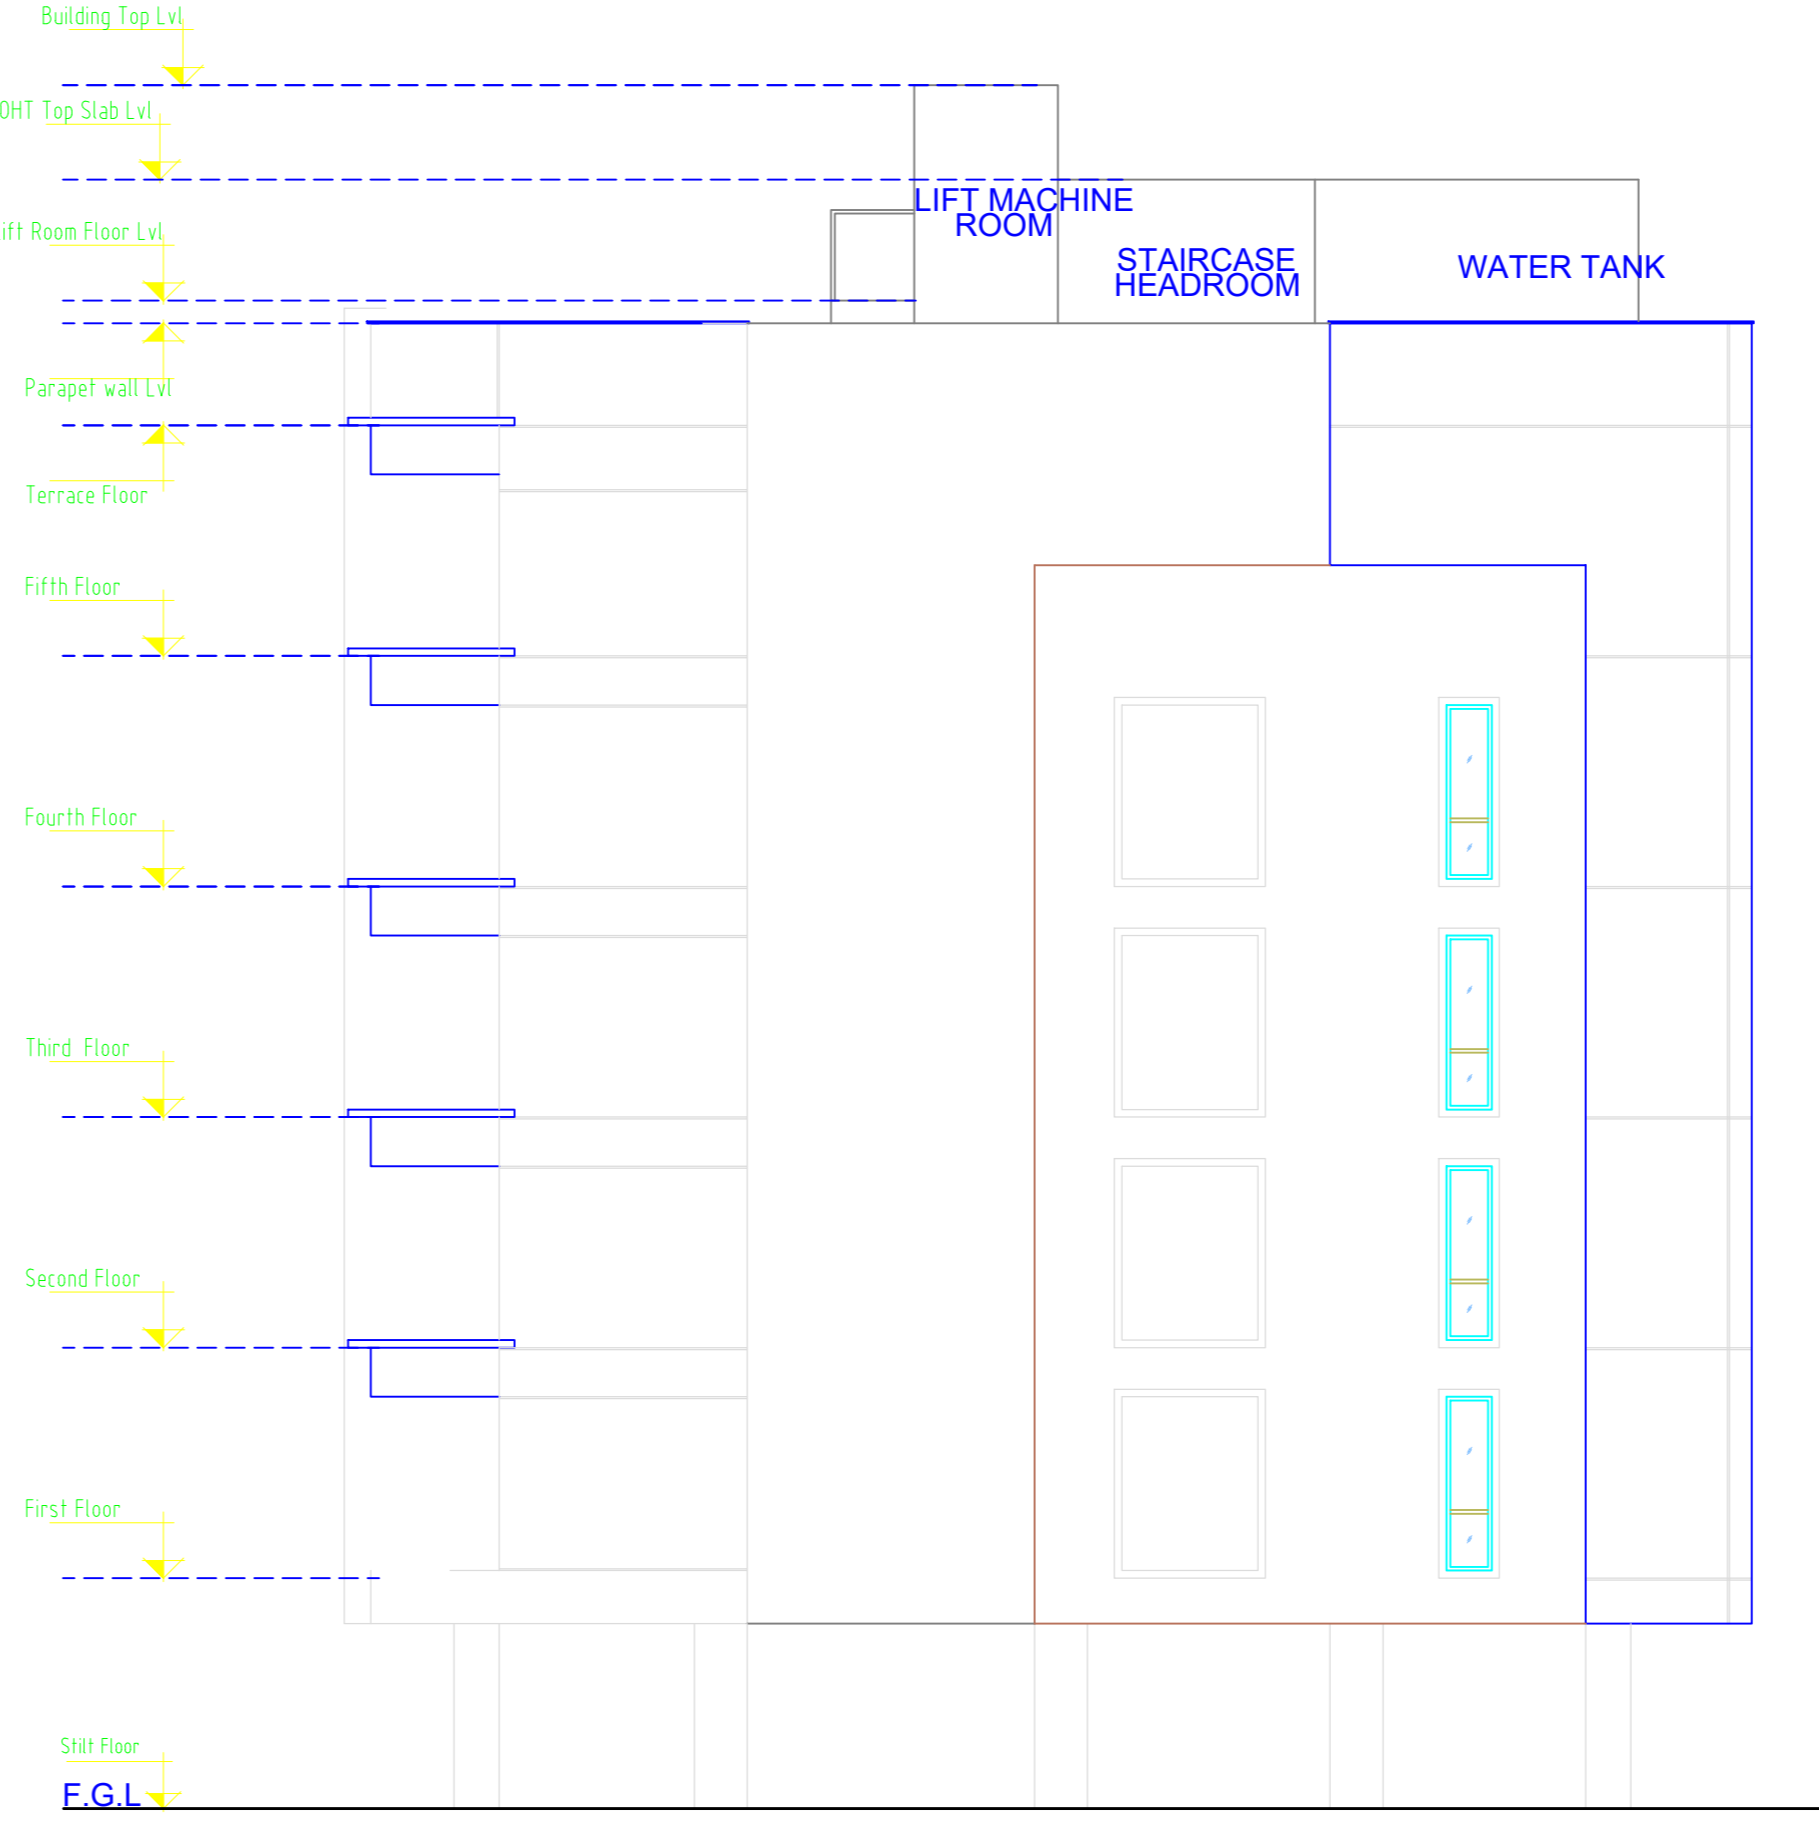 Building Top Lvl
OHT Top Slab Lvl
LIFT MACHINE
ROOM
ift Room Floor Lvl
STAIRCASE
HEADROOM
WATER TANK
Parapet wall Lvl
Terrace Floor
Fifth Floor
Fourth Floor
Third Floor
Second Floor
First Floor
Stilt Floor
F.G.L